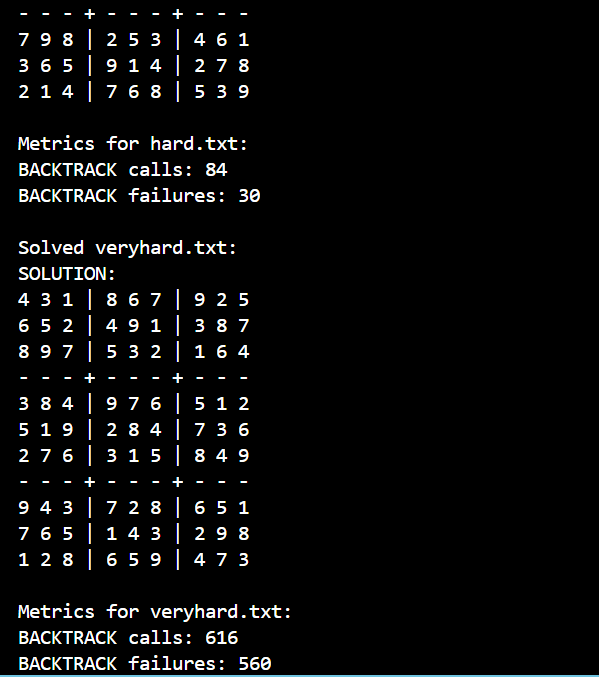 - - - + - - - + - - -
7 9 8 | 2 5 3 | 4 6 1
3 6 5 | 9 1 4 | 2 7 8
2 1 4 | 7 6 8 | 5 3 9
Metrics for hard.txt:
BACKTRACK calls: 84
BACKTRACK failures: 30
Solved veryhard.txt:
SOLUTION:
4 3 1 | 8 6 7 | 9 2 5
6 5 2 | 4 9 1 | 3 8 7
8 9 7 | 5 3 2 | 1 6 4
- - - + - - - + - - -
3 8 4 | 9 7 6 | 5 1 2
5 1 9 | 2 8 4 | 7 3 6
2 7 6 | 3 1 5 | 8 4 9
- - - + - - - + - - -
9 4 3 | 7 2 8 | 6 5 1
7 6 5 | 1 4 3 | 2 9 8
1 2 8 | 6 5 9 | 4 7 3
Metrics for veryhard.txt:
BACKTRACK calls: 616
BACKTRACK failures: 560